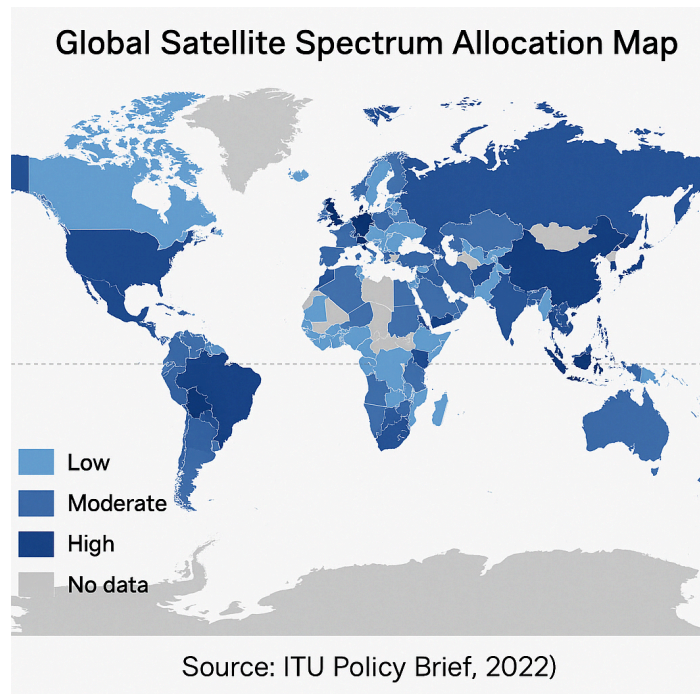 Global Satellite Spectrum Allocation Map
Low
Moderate
High
No data
Source: ITU Policy Brief, 2022)